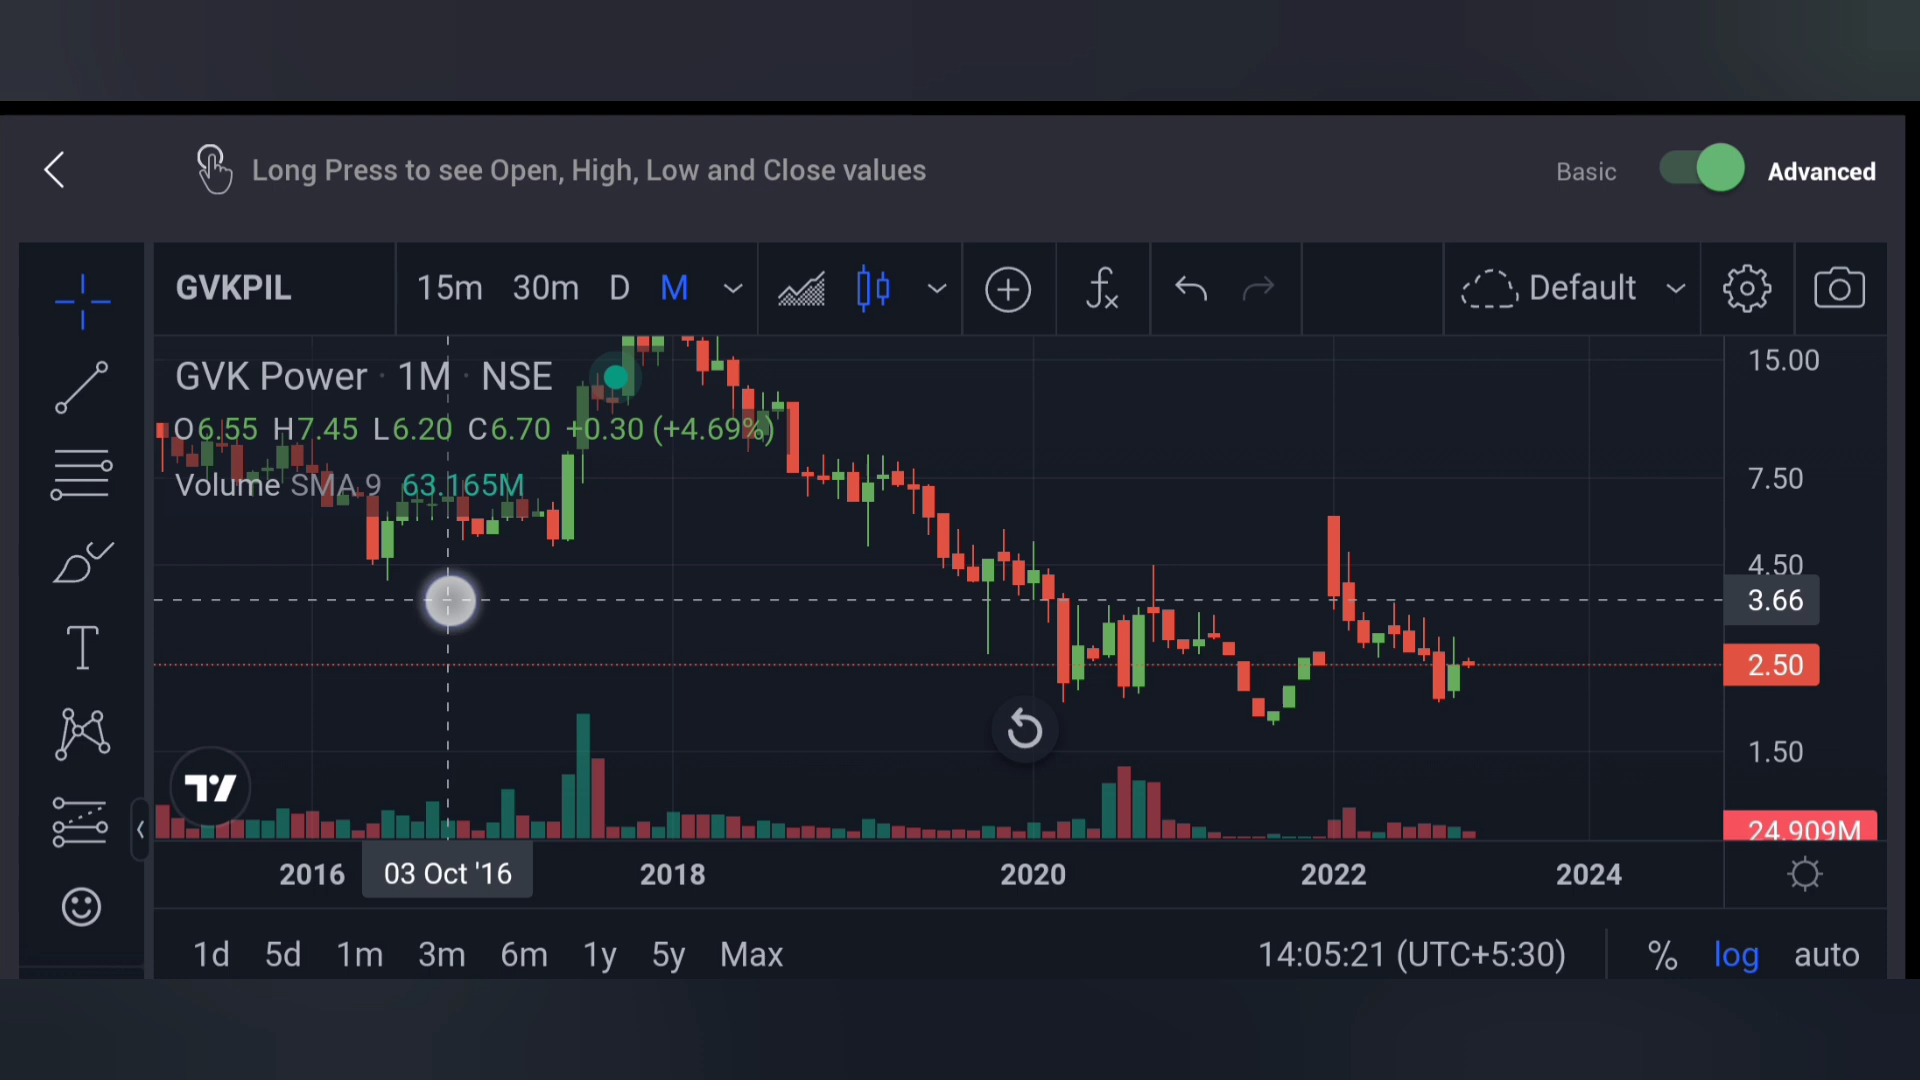 Long Press to see Open, High, Low and Close values
Basic Advanced
GVKPIL 15m 30m D M Default
GVK Power · 1M · NSE
O6.55 H7.45 L6.20 C6.70 +0.30 (+4.69%)
Volume SMA 9 63.165M
15.00
7.50
4.50
3.66
2.50
1.50
24.909M
2016 03 Oct '16 2018 2020 2022 2024
1d 5d 1m 3m 6m 1y 5y Max 14:05:21 (UTC+5:30) % log auto